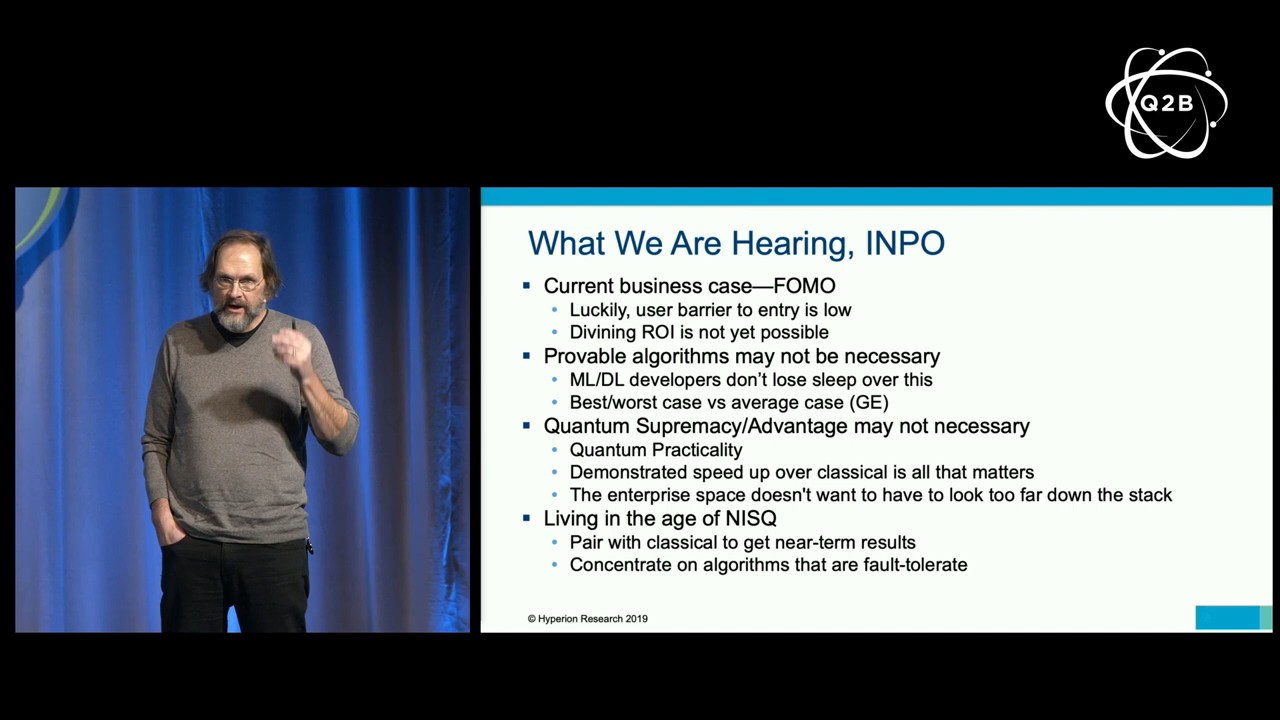 Q2B
What We Are Hearing, INPO
Current business case—FOMO
Luckily, user barrier to entry is low
Divining ROI is not yet possible
Provable algorithms may not be necessary
ML/DL developers don't lose sleep over this
Best/worst case vs average case (GE)
Quantum Supremacy/Advantage may not necessary
Quantum Practicality
Demonstrated speed up over classical is all that matters
The enterprise space doesn't want to have to look too far down the stack
Living in the age of NISQ
Pair with classical to get near-term results
Concentrate on algorithms that are fault-tolerate
© Hyperion Research 2019